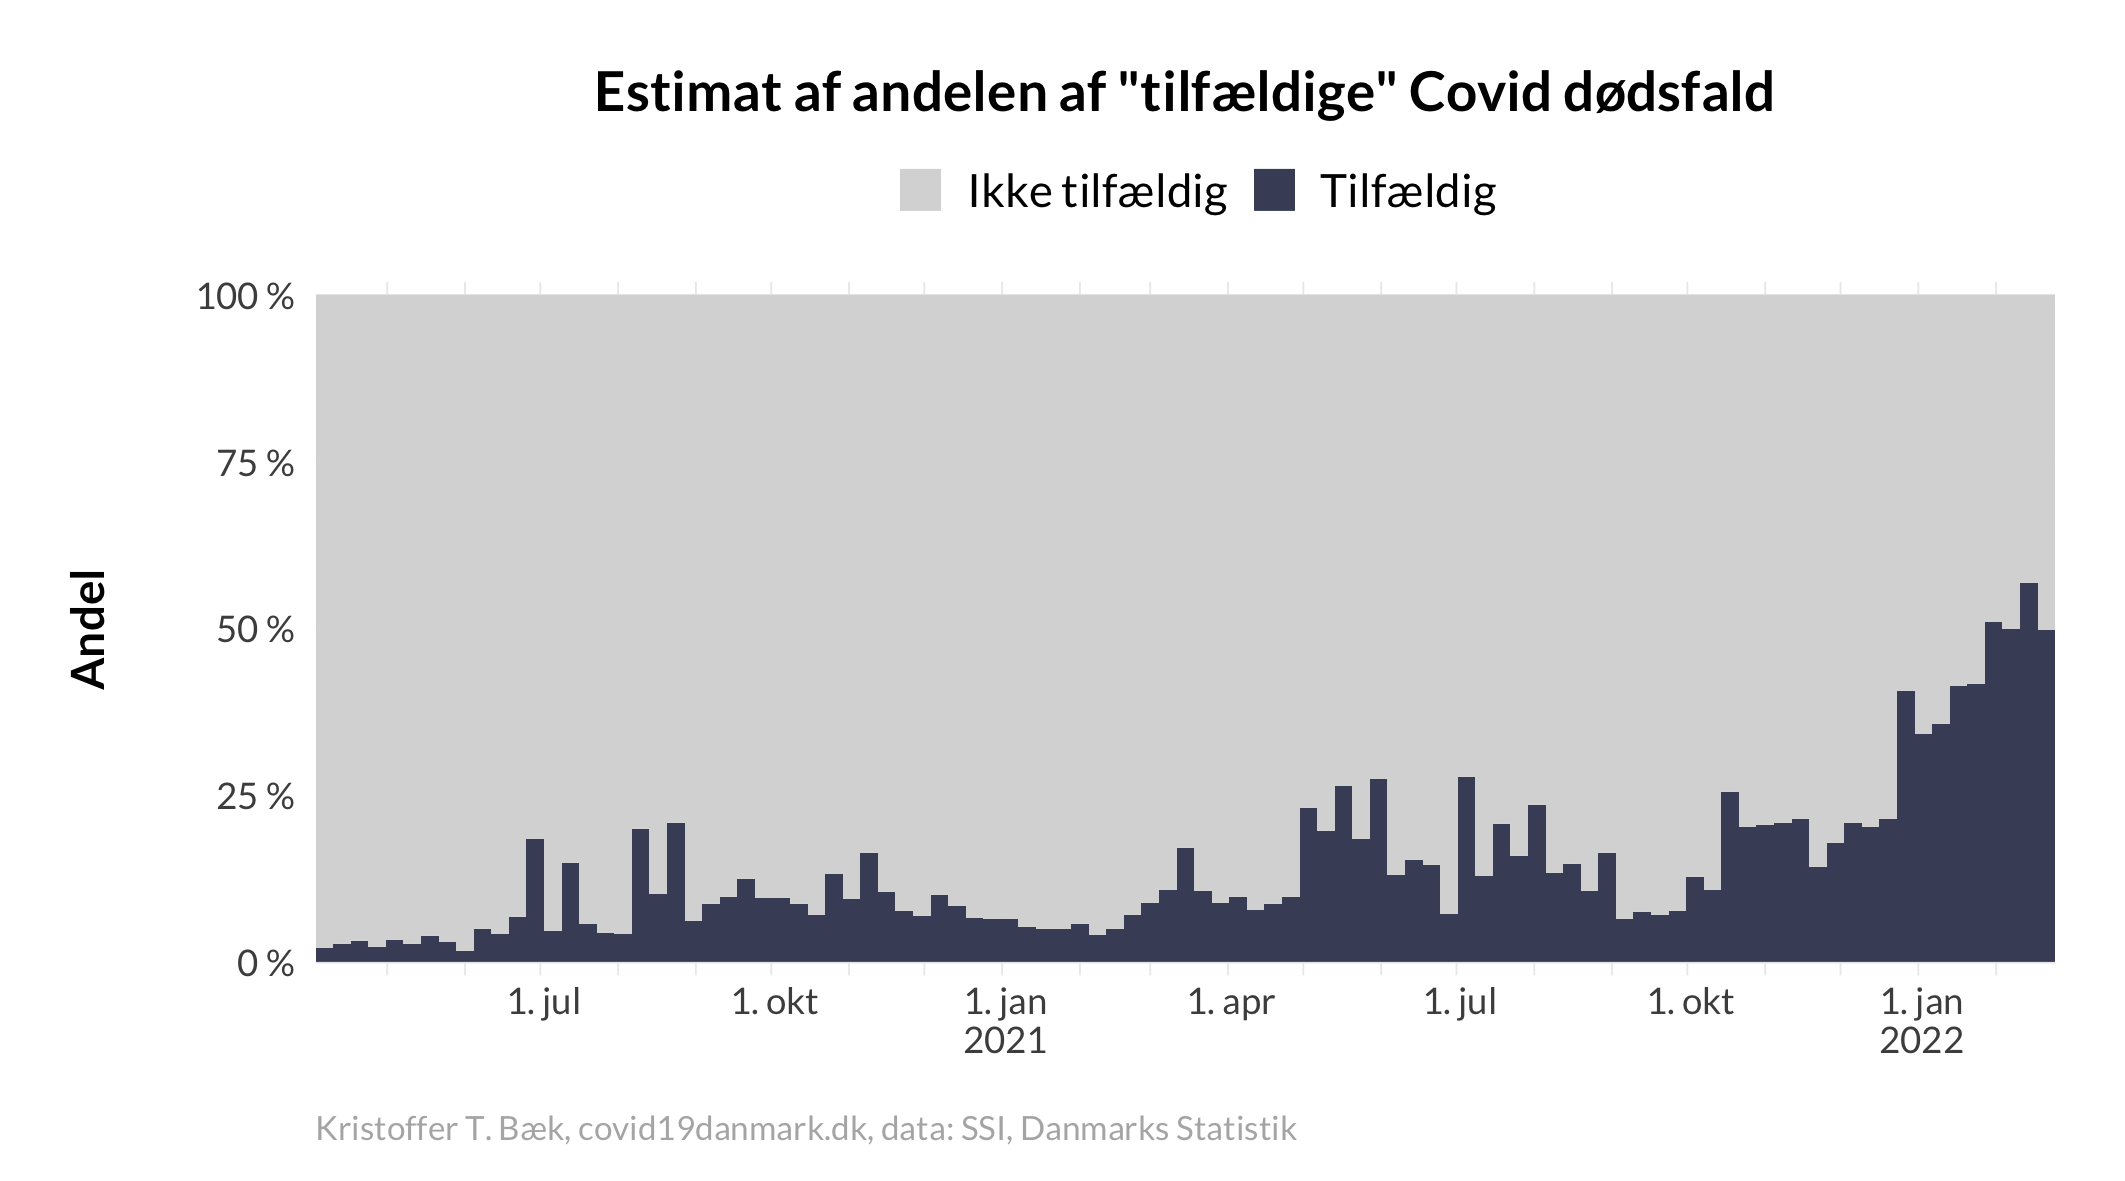 Estimat af andelen af "tilfældige" Covid dødsfald
Ikke tilfældig Tilfældig
100 %
75 %
50 %
25 %
0 %
Andel
1. jul 1. okt 1. jan 1. apr 1. jul 1. okt 1. jan
2021 2022
Kristoffer T. Bæk, covid19danmark.dk, data: SSI, Danmarks Statistik